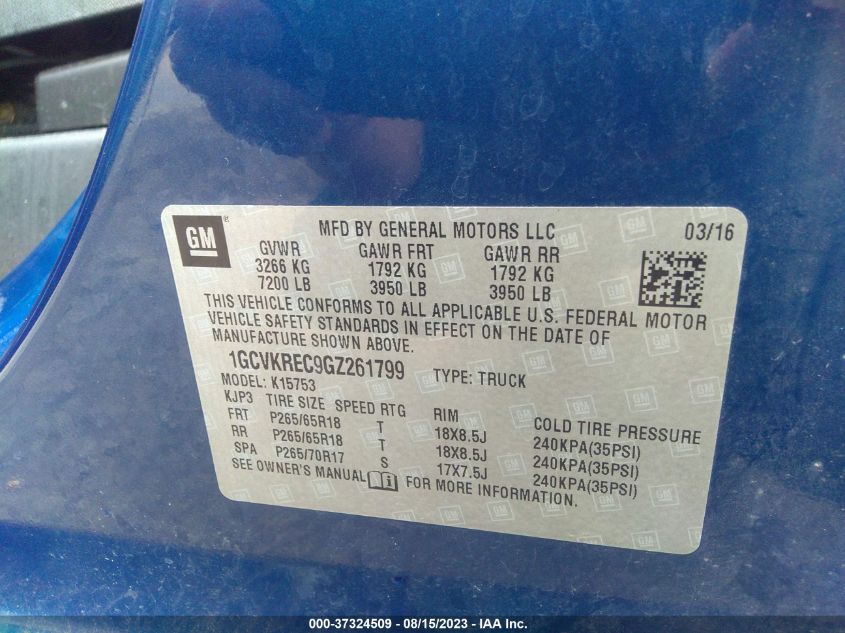 GM
MFD BY GENERAL MOTORS LLC 03/16
GVWR GAWR FRT GAWR RR
3266 KG 1792 KG 1792 KG
7200 LB 3950 LB 3950 LB
THIS VEHICLE CONFORMS TO ALL APPLICABLE U.S. FEDERAL MOTOR
VEHICLE SAFETY STANDARDS IN EFFECT ON THE DATE OF
MANUFACTURE SHOWN ABOVE.
1GCVKREC9GZ261799 TYPE: TRUCK
MODEL: K15753
KJP3 TIRE SIZE SPEED RTG RIM COLD TIRE PRESSURE
FRT P265/65R18 T 18X8.5J 240KPA(35PSI)
RR P265/65R18 T 18X8.5J 240KPA(35PSI)
SPA P265/70R17 S 17X7.5J 240KPA(35PSI)
SEE OWNER'S MANUAL FOR MORE INFORMATION.
000-37324509 - 08/15/2023 - IAA Inc.